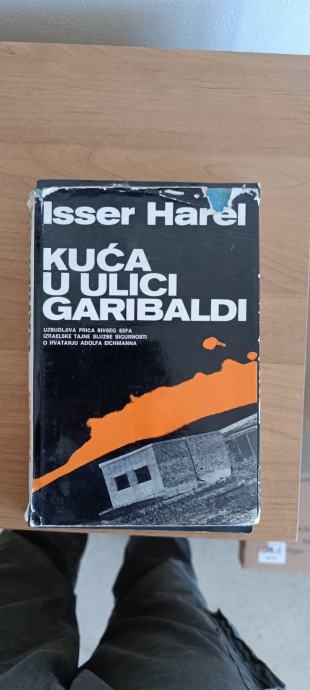 Isser Harel
KUĆA
U ULICI
GARIBALDI
UZBUDLJIVA PRIČA BIVŠEG ŠEFA
IZRAELSKE TAJNE SLUŽBE SIGURNOSTI
O HVATANJU ADOLFA EICHMANNA